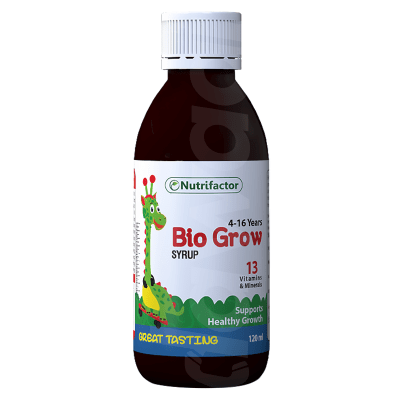 Nutrifactor
4-16 Years
Bio Grow
SYRUP
13
Vitamins
& Minerals
Supports
Healthy Growth
GREAT TASTING
120 ml